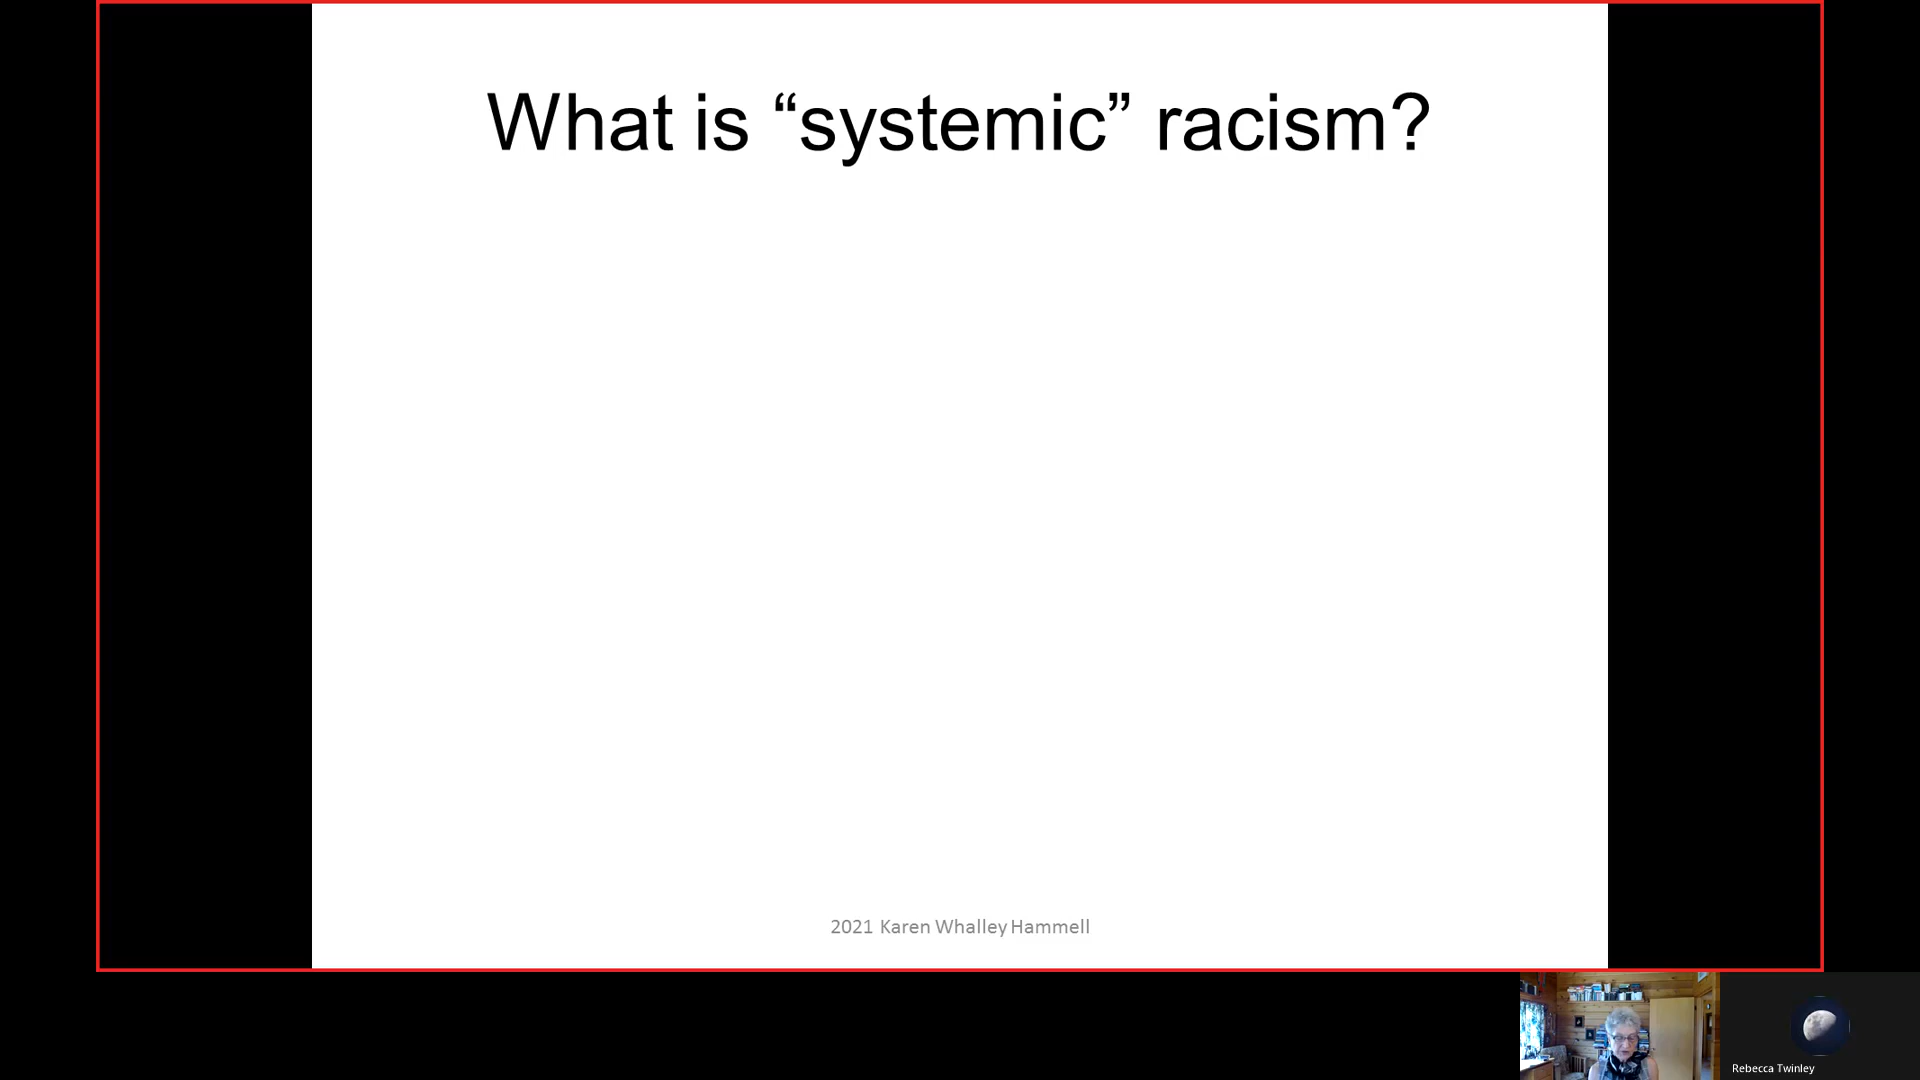 What is “systemic” racism?
2021 Karen Whalley Hammell
Rebecca Twinley